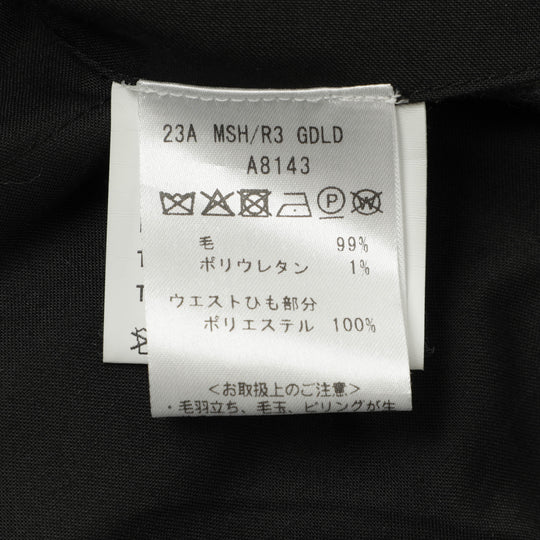 23A MSH/R3 GDLD
A8143
P W
毛 99%
ポリウレタン 1%
ウエストひも部分
ポリエステル 100%
<お取扱上のご注意>
・毛羽立ち、毛玉、ピリングが生
T
T